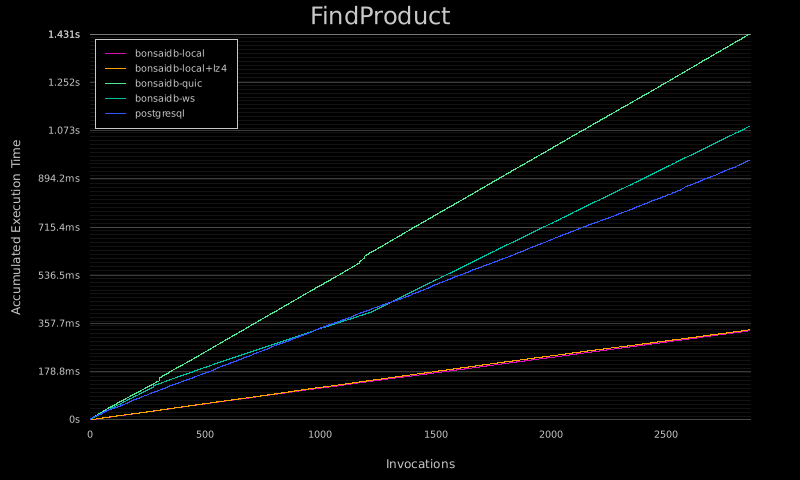 FindProduct
1.431s
1.252s
1.073s
894.2ms
715.4ms
536.5ms
357.7ms
178.8ms
0s
Accumulated Execution Time
bonsaidb-local
bonsaidb-local+lz4
bonsaidb-quic
bonsaidb-ws
postgresql
0
500
1000
1500
2000
2500
Invocations